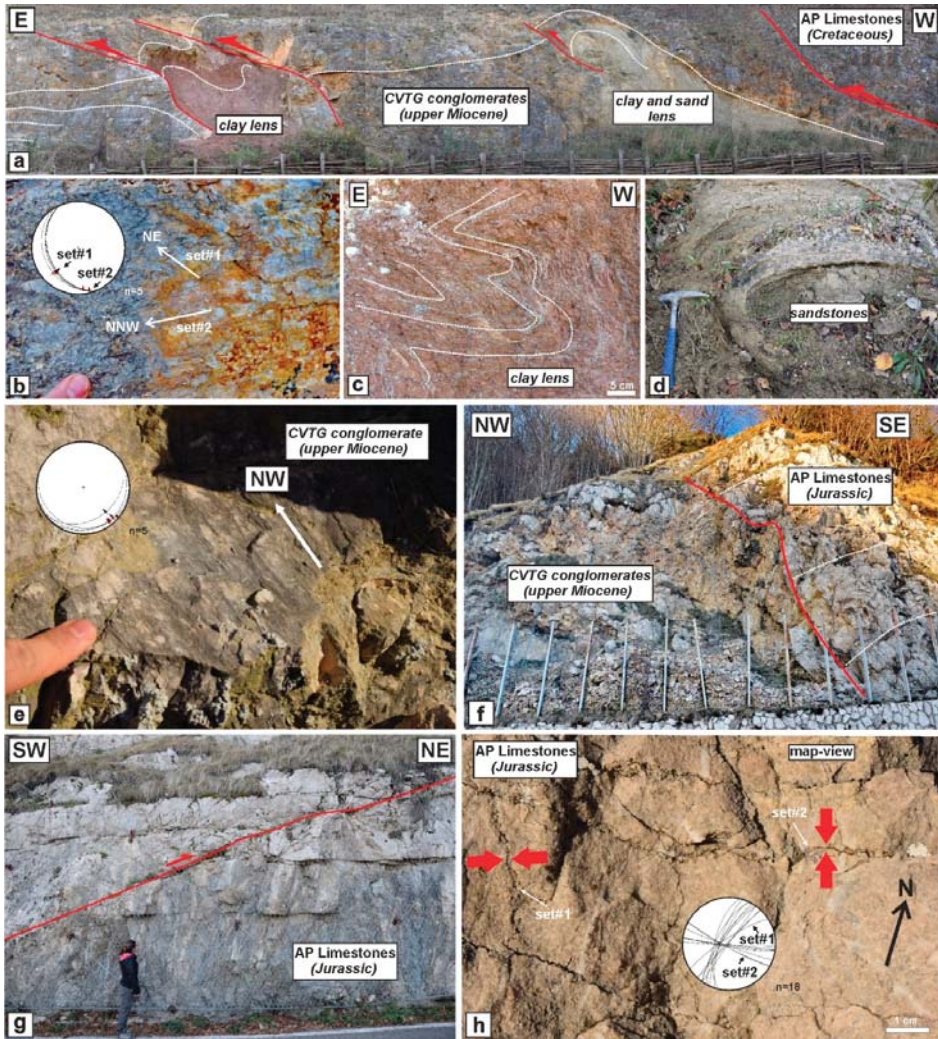 E
W
AP Limestones
(Cretaceous)
CVTG conglomerates
(upper Miocene)
clay and sand
lens
clay lens
a
set#1
set#2
n=5
NE
set#1
NNW
set#2
b
E
W
clay lens
5 cm
c
sandstones
d
CVTG conglomerate
(upper Miocene)
NW
n=5
e
NW
SE
AP Limestones
(Jurassic)
CVTG conglomerates
(upper Miocene)
f
SW
NE
AP Limestones
(Jurassic)
g
AP Limestones
(Jurassic)
map-view
set#2
set#1
N
set#1
set#2
n=18
1 cm
h